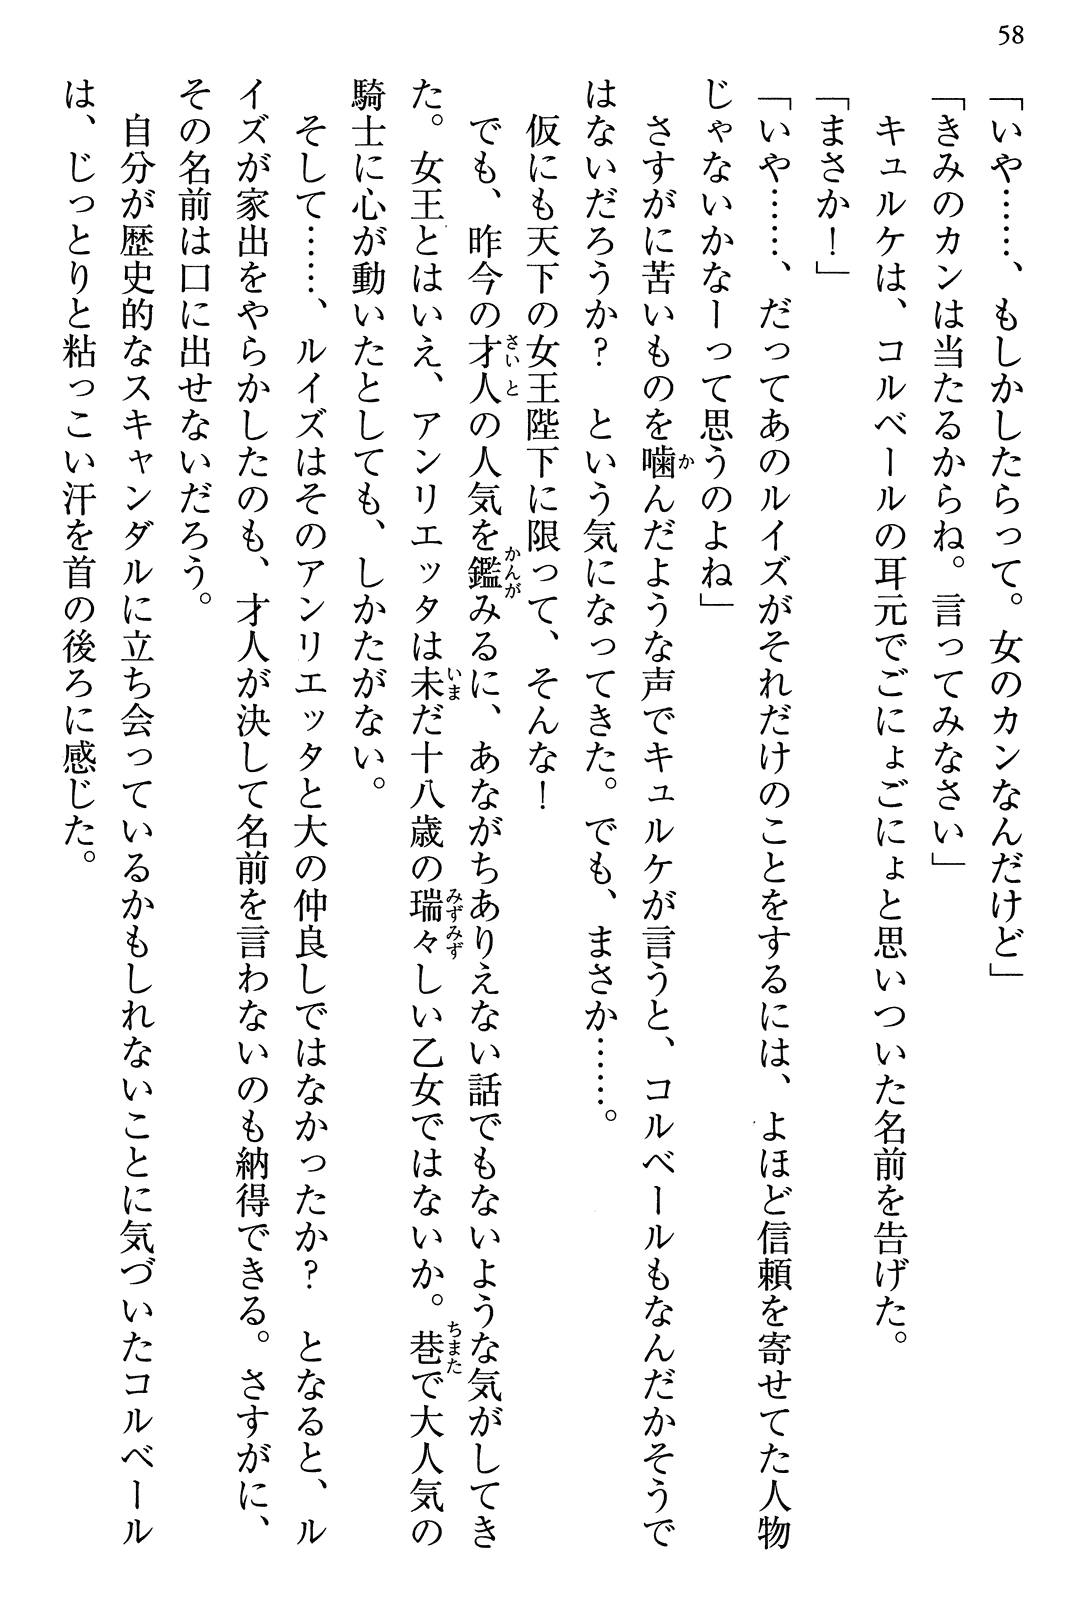 58
「いや……、もしかしたらって。女のカンなんだけど」
「きみのカンは当たるからね。言ってみなさい」
　キュルケは、コルベールの耳元でごにょごにょと思いついた名前を告げた。
「まさか！」
「いや……、だってあのルイズがそれだけのことをするには、よほど信頼を寄せてた人物
じゃないかなーって思うのよね」
　さすがに苦いものを噛んだような声でキュルケが言うと、コルベールもなんだかそうで
はないだろうか？　という気になってきた。でも、まさか……。
　仮にも天下の女王陛下に限って、そんな！
　でも、昨今の才人の人気を鑑みるに、あながちありえない話でもないような気がしてき
た。女王とはいえ、アンリエッタは未だ十八歳の瑞々しい乙女ではないか。巷で大人気の
騎士に心が動いたとしても、しかたがない。
　そして……、ルイズはそのアンリエッタと大の仲良しではなかったか？　となると、ル
イズが家出をやらかしたのも、才人が決して名前を言わないのも納得できる。さすがに、
その名前は口に出せないだろう。
　自分が歴史的なスキャンダルに立ち会っているかもしれないことに気づいたコルベール
は、じっとりと粘っこい汗を首の後ろに感じた。